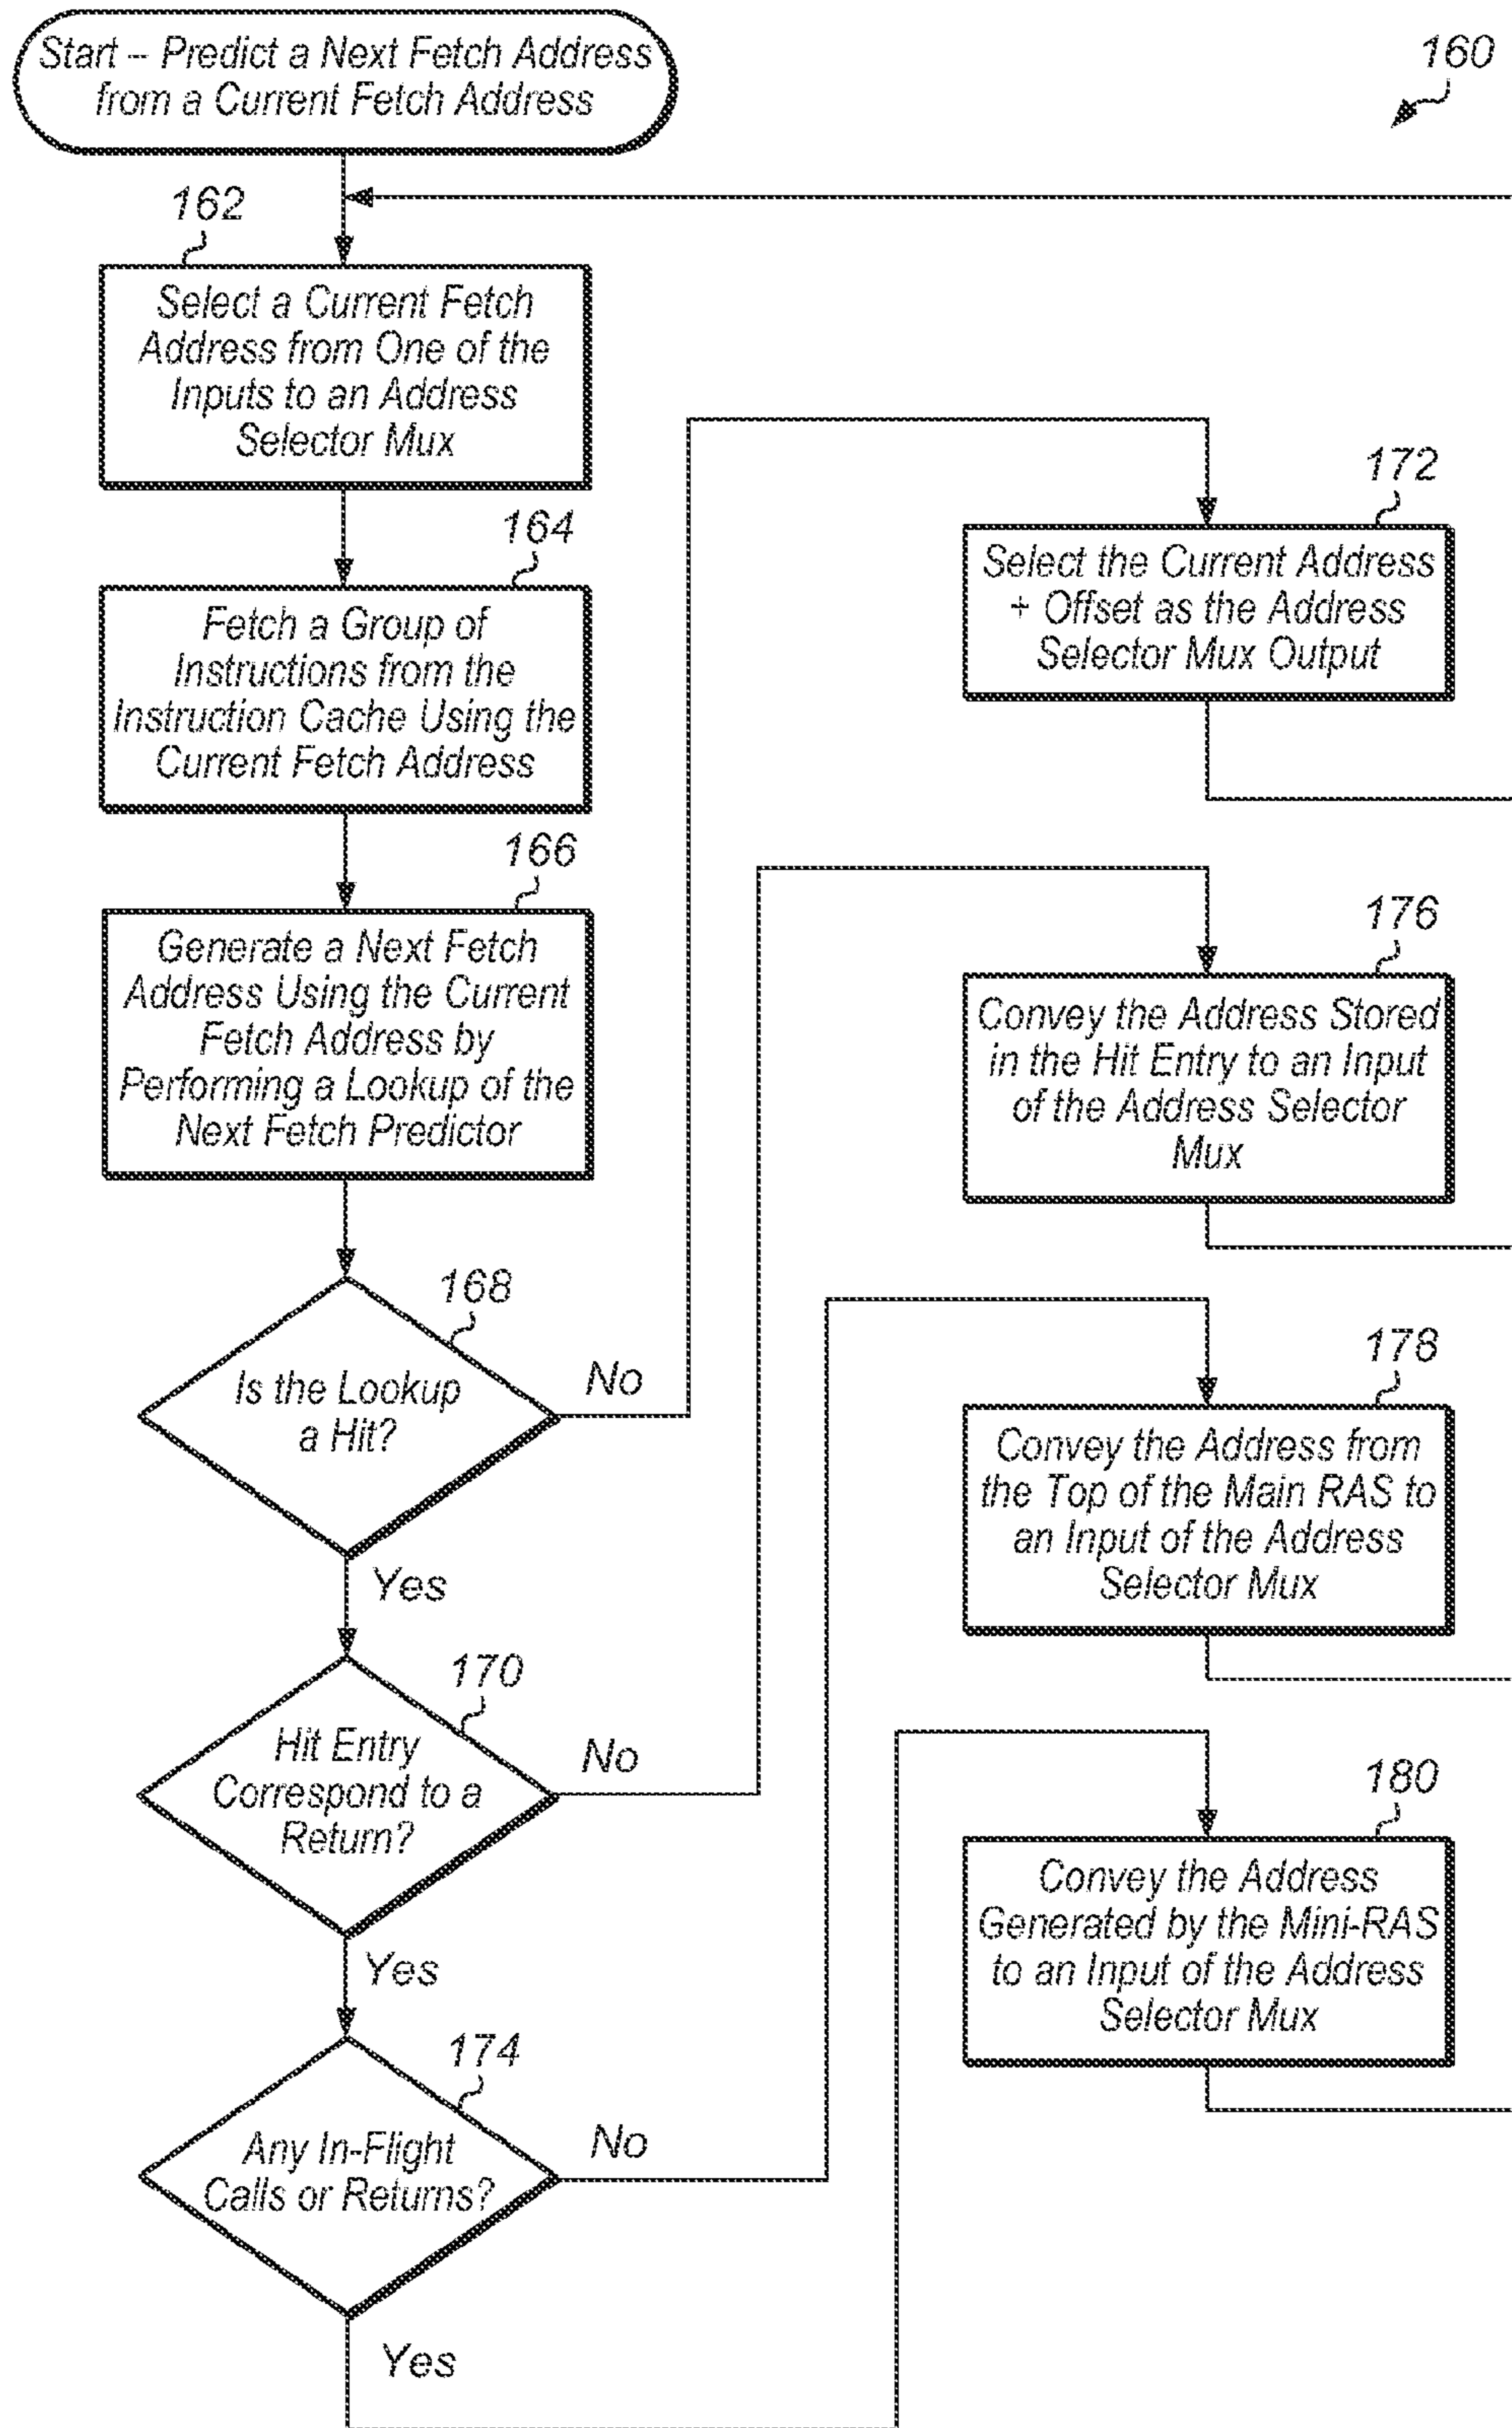 Start – Predict a Next Fetch Address
from a Current Fetch Address
160
162
Select a Current Fetch
Address from One of the
Inputs to an Address
Selector Mux
164
Fetch a Group of
Instructions from the
Instruction Cache Using the
Current Fetch Address
166
Generate a Next Fetch
Address Using the Current
Fetch Address by
Performing a Lookup of the
Next Fetch Predictor
168
Is the Lookup
a Hit?
No
Yes
170
Hit Entry
Correspond to a
Return?
No
Yes
174
Any In-Flight
Calls or Returns?
No
Yes
172
Select the Current Address
+ Offset as the Address
Selector Mux Output
176
Convey the Address Stored
in the Hit Entry to an Input
of the Address Selector
Mux
178
Convey the Address from
the Top of the Main RAS to
an Input of the Address
Selector Mux
180
Convey the Address
Generated by the Mini-RAS
to an Input of the Address
Selector Mux